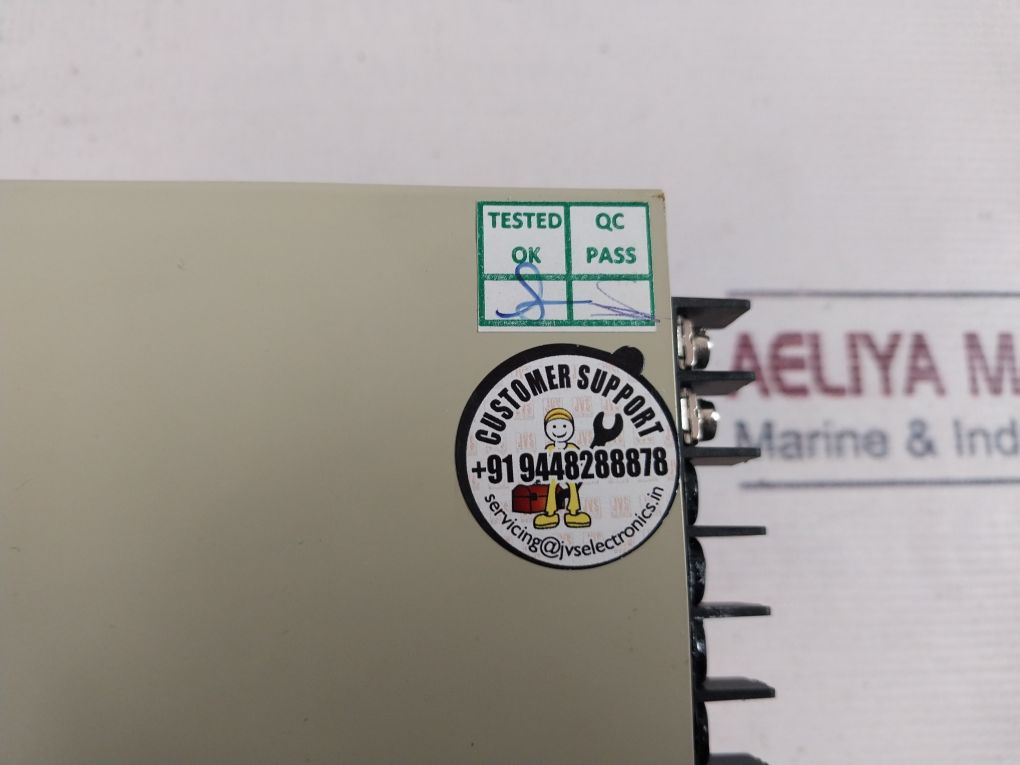 TESTED OK
QC PASS
CUSTOMER SUPPORT
+91 9448288878
servicing@jvselectronics.in
AELIYA M
Marine & Ind